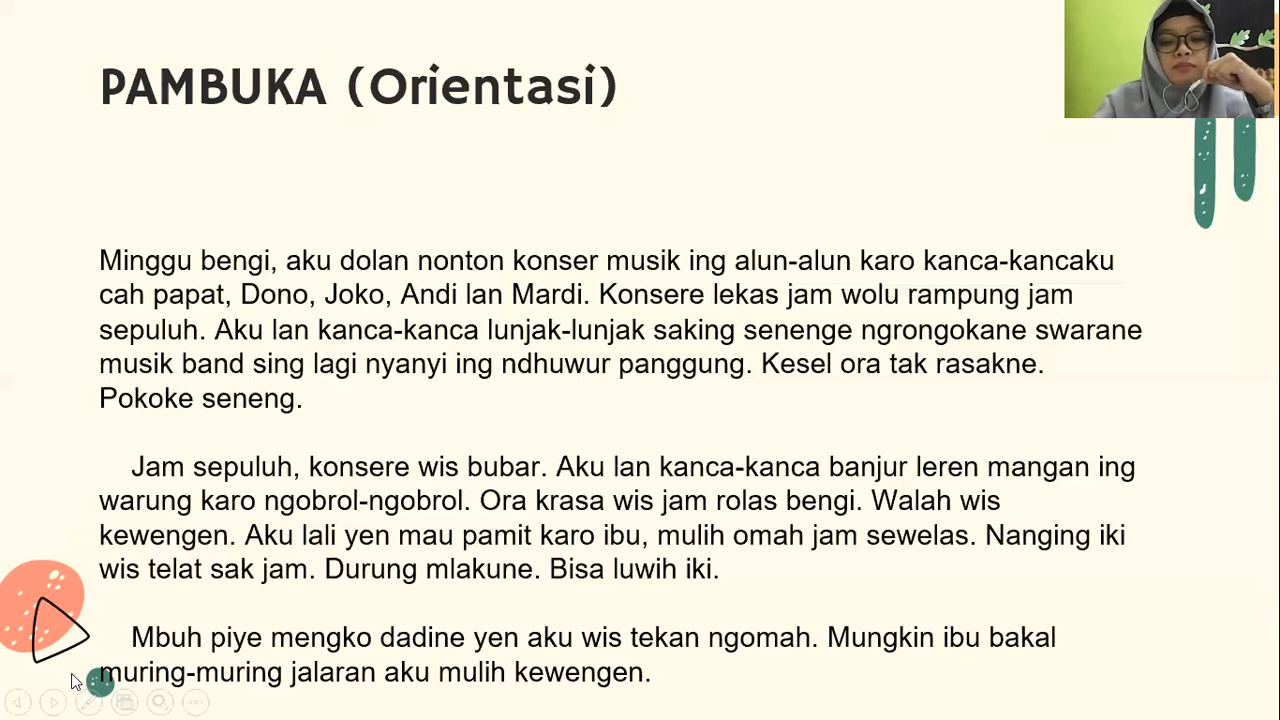 PAMBUKA (Orientasi)
Minggu bengi, aku dolan nonton konser musik ing alun-alun karo kanca-kancaku
cah papat, Dono, Joko, Andi lan Mardi. Konsere lekas jam wolu rampung jam
sepuluh. Aku lan kanca-kanca lunjak-lunjak saking senenge ngrongokane swarane
musik band sing lagi nyanyi ing ndhuwur panggung. Kesel ora tak rasakne.
Pokoke seneng.
Jam sepuluh, konsere wis bubar. Aku lan kanca-kanca banjur leren mangan ing
warung karo ngobrol-ngobrol. Ora krasa wis jam rolas bengi. Walah wis
kewengen. Aku lali yen mau pamit karo ibu, mulih omah jam sewelas. Nanging iki
wis telat sak jam. Durung mlakune. Bisa luwih iki.
Mbuh piye mengko dadine yen aku wis tekan ngomah. Mungkin ibu bakal
muring-muring jalaran aku mulih kewengen.